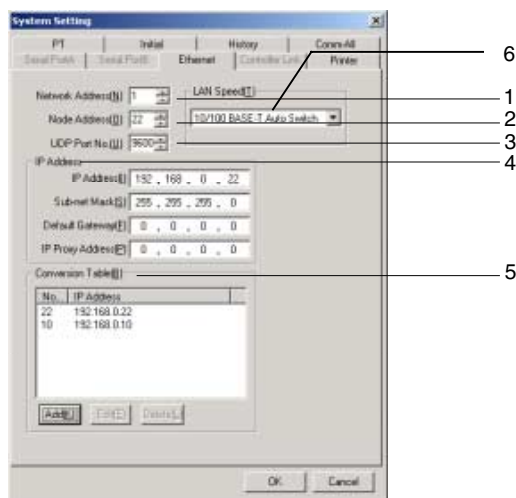 System Setting
PT Initial History Comm-All
Serial PortA Serial PortB Ethernet Controller Link Printer
Network Address(N) 1
LAN Speed(T)
Node Address(D) 22
10/100 BASE-T Auto Switch
UDP Port No.(U) 9600
IP Address
IP Address(I) 192 . 168 . 0 . 22
Sub-net Mask(S) 255 . 255 . 255 . 0
Default Gateway(F) 0 . 0 . 0 . 0
IP Proxy Address(P) 0 . 0 . 0 . 0
Conversion Table(B)
No. IP Address
22 192.168.0.22
10 192.168.0.10
Add(L) Edit(E) Delete(L)
OK Cancel
6
1
2
3
4
5